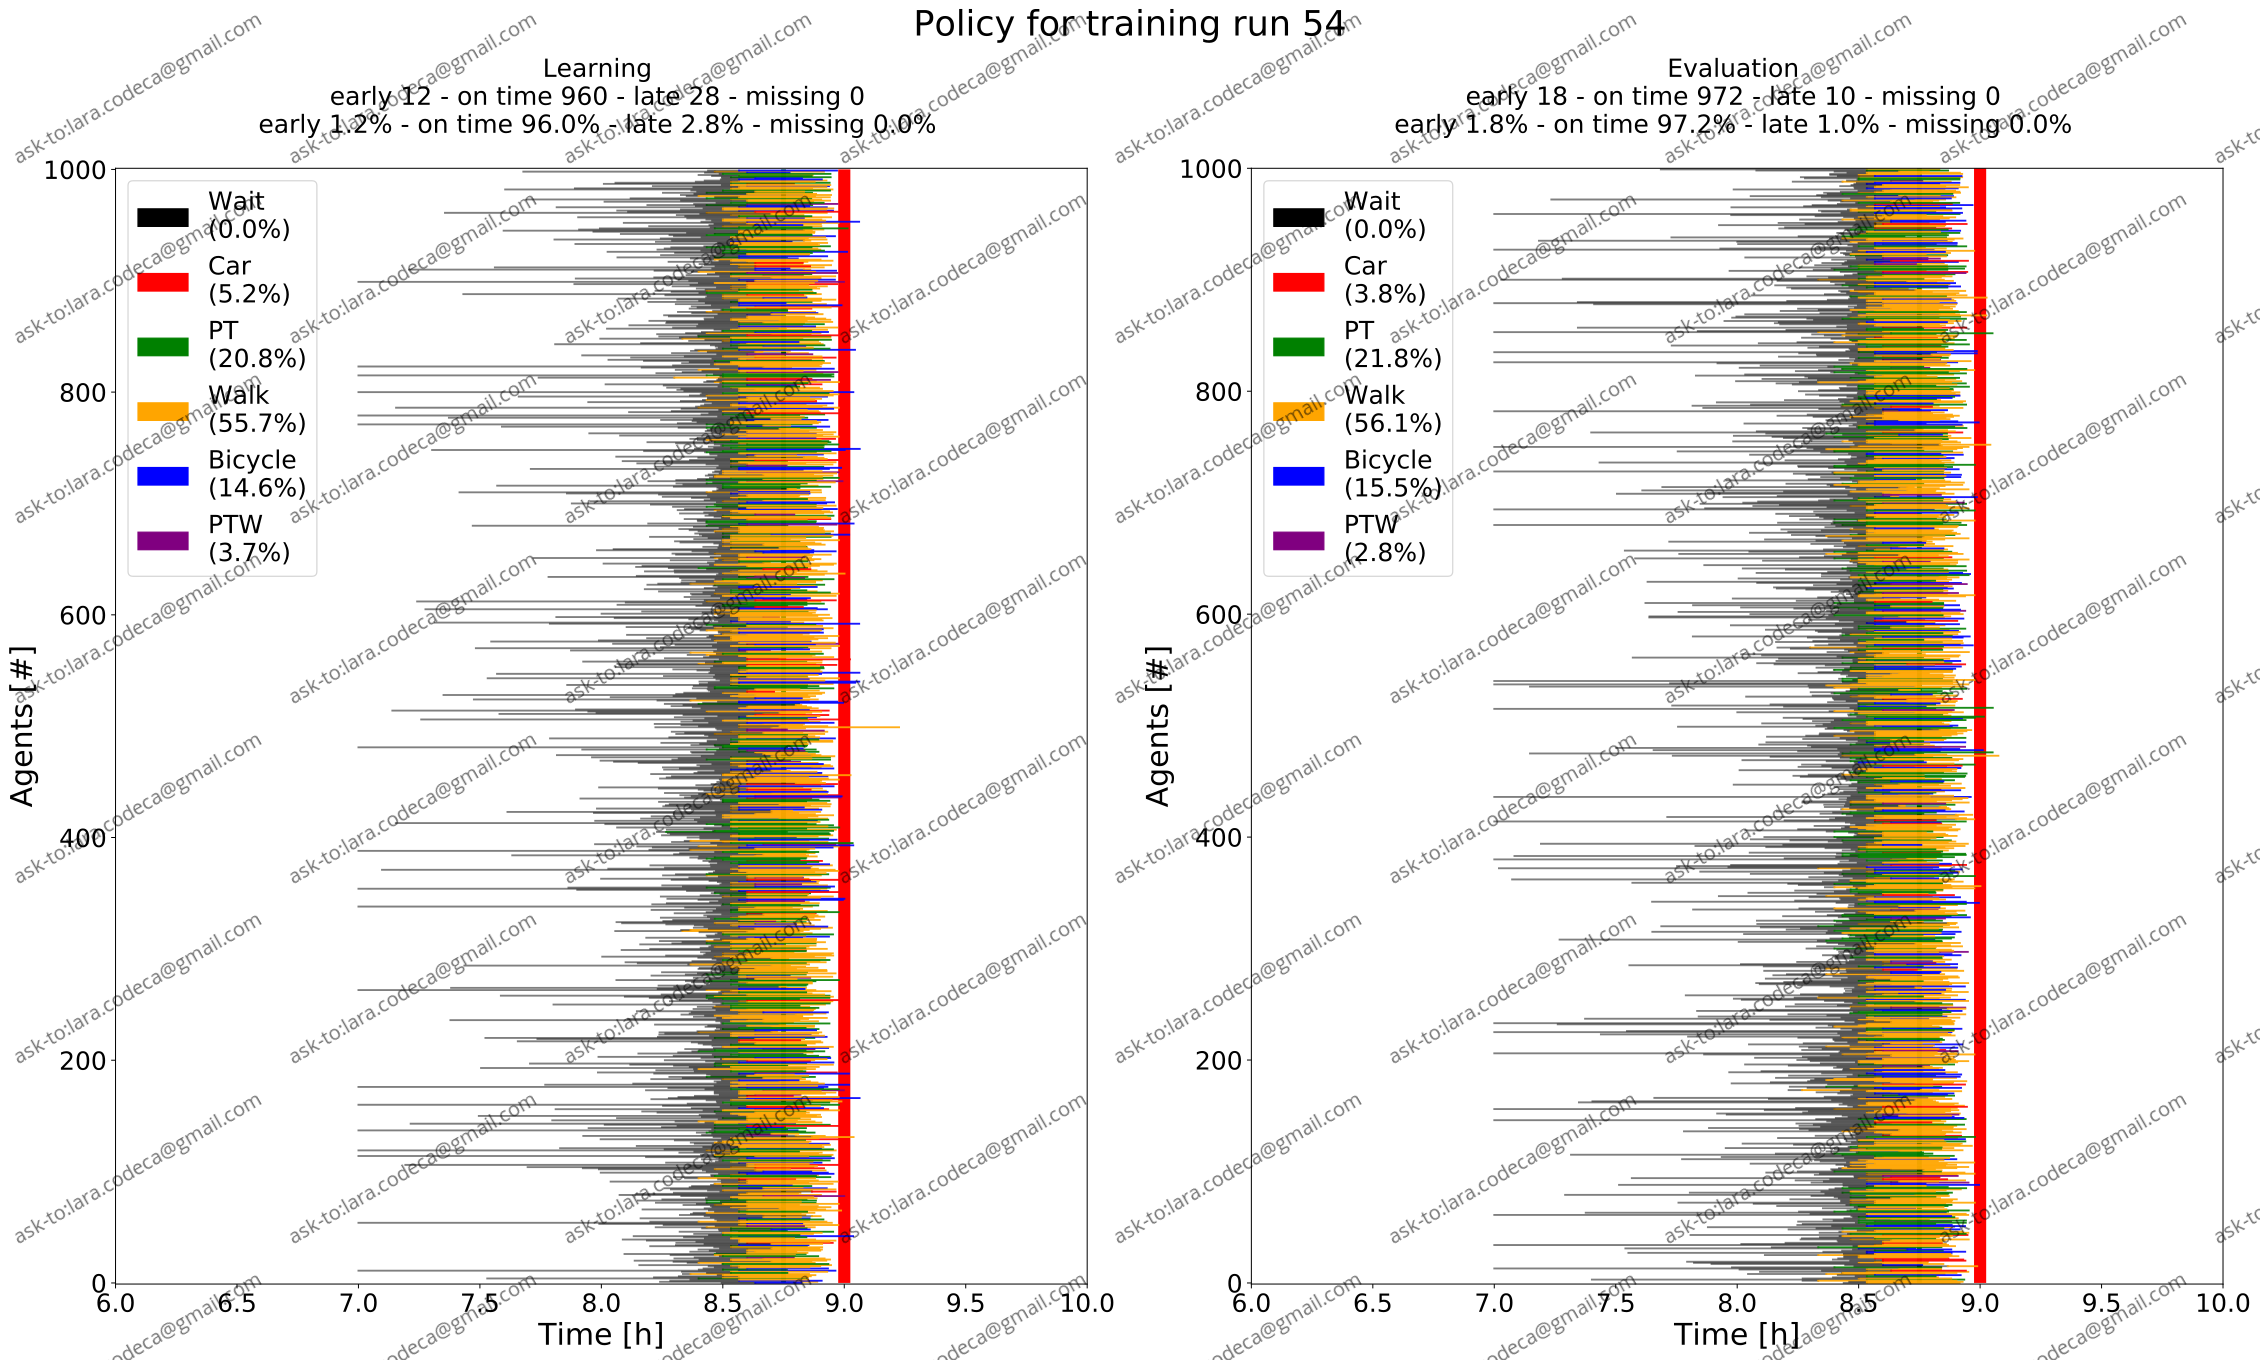 Policy for training run 54
Learning
early 12 - on time 960 - late 28 - missing 0
early 1.2% - on time 96.0% - late 2.8% - missing 0.0%
1000
800
600
400
200
0
Agents [#]
Wait
(0.0%)
Car
(5.2%)
PT
(20.8%)
Walk
(55.7%)
Bicycle
(14.6%)
PTW
(3.7%)
6.0 6.5 7.0 7.5 8.0 8.5 9.0 9.5 10.0
Time [h]
Evaluation
early 18 - on time 972 - late 10 - missing 0
early 1.8% - on time 97.2% - late 1.0% - missing 0.0%
1000
800
600
400
200
0
Agents [#]
Wait
(0.0%)
Car
(3.8%)
PT
(21.8%)
Walk
(56.1%)
Bicycle
(15.5%)
PTW
(2.8%)
6.0 6.5 7.0 7.5 8.0 8.5 9.0 9.5 10.0
Time [h]
ask-to:lara.codeca@gmail.com